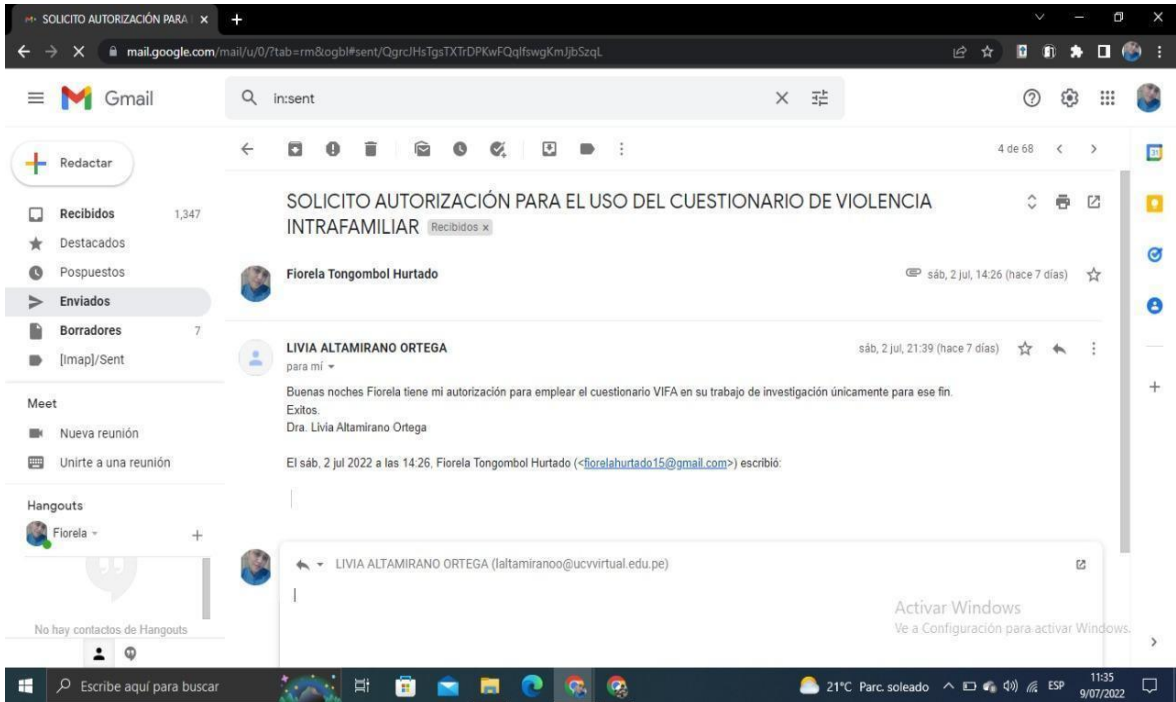 SOLICITO AUTORIZACIÓN PARA
mail.google.com/mail/u/0/?tab=rm&ogbl#sent/QgrcJHsTgsTXTrDPKwFQqlfswgKmJjbSzqL
Gmail
in:sent
Redactar
4 de 68
Recibidos 1,347
Destacados
Pospuestos
Enviados
Borradores 7
[Imap]/Sent
Meet
Nueva reunión
Unirte a una reunión
Hangouts
Fiorela
No hay contactos de Hangouts
SOLICITO AUTORIZACIÓN PARA EL USO DEL CUESTIONARIO DE VIOLENCIA
INTRAFAMILIAR Recibidos x
Fiorela Tongombol Hurtado sáb, 2 jul, 14:26 (hace 7 días)
LIVIA ALTAMIRANO ORTEGA sáb, 2 jul, 21:39 (hace 7 días)
para mí
Buenas noches Fiorela tiene mi autorización para emplear el cuestionario VIFA en su trabajo de investigación únicamente para ese fin.
Exitos.
Dra. Livia Altamirano Ortega
El sáb, 2 jul 2022 a las 14:26, Fiorela Tongombol Hurtado (<fiorelahurtado15@gmail.com>) escribió:
LIVIA ALTAMIRANO ORTEGA (laltamiranoo@ucvvirtual.edu.pe)
Activar Windows
Ve a Configuración para activar Windows.
31
Escribe aquí para buscar
21°C Parc. soleado
ESP
11:35
9/07/2022